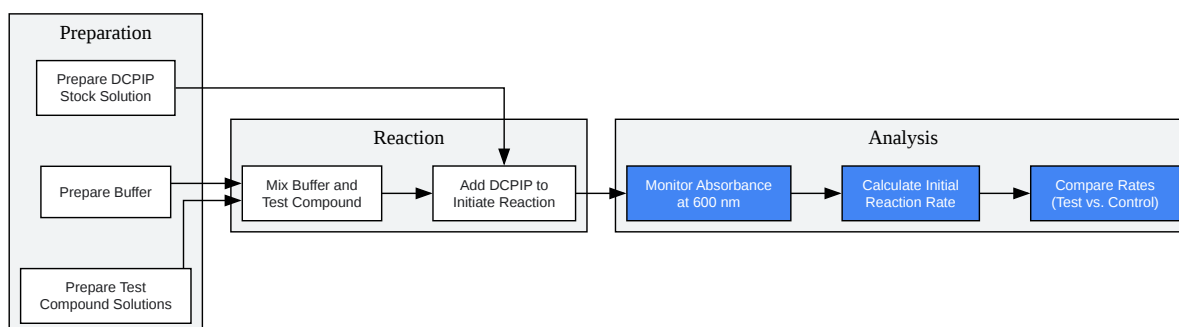 Preparation
Prepare DCPIP
Stock Solution
Prepare Buffer
Prepare Test
Compound Solutions
Reaction
Mix Buffer and
Test Compound
Add DCPIP to
Initiate Reaction
Analysis
Monitor Absorbance
at 600 nm
Calculate Initial
Reaction Rate
Compare Rates
(Test vs. Control)